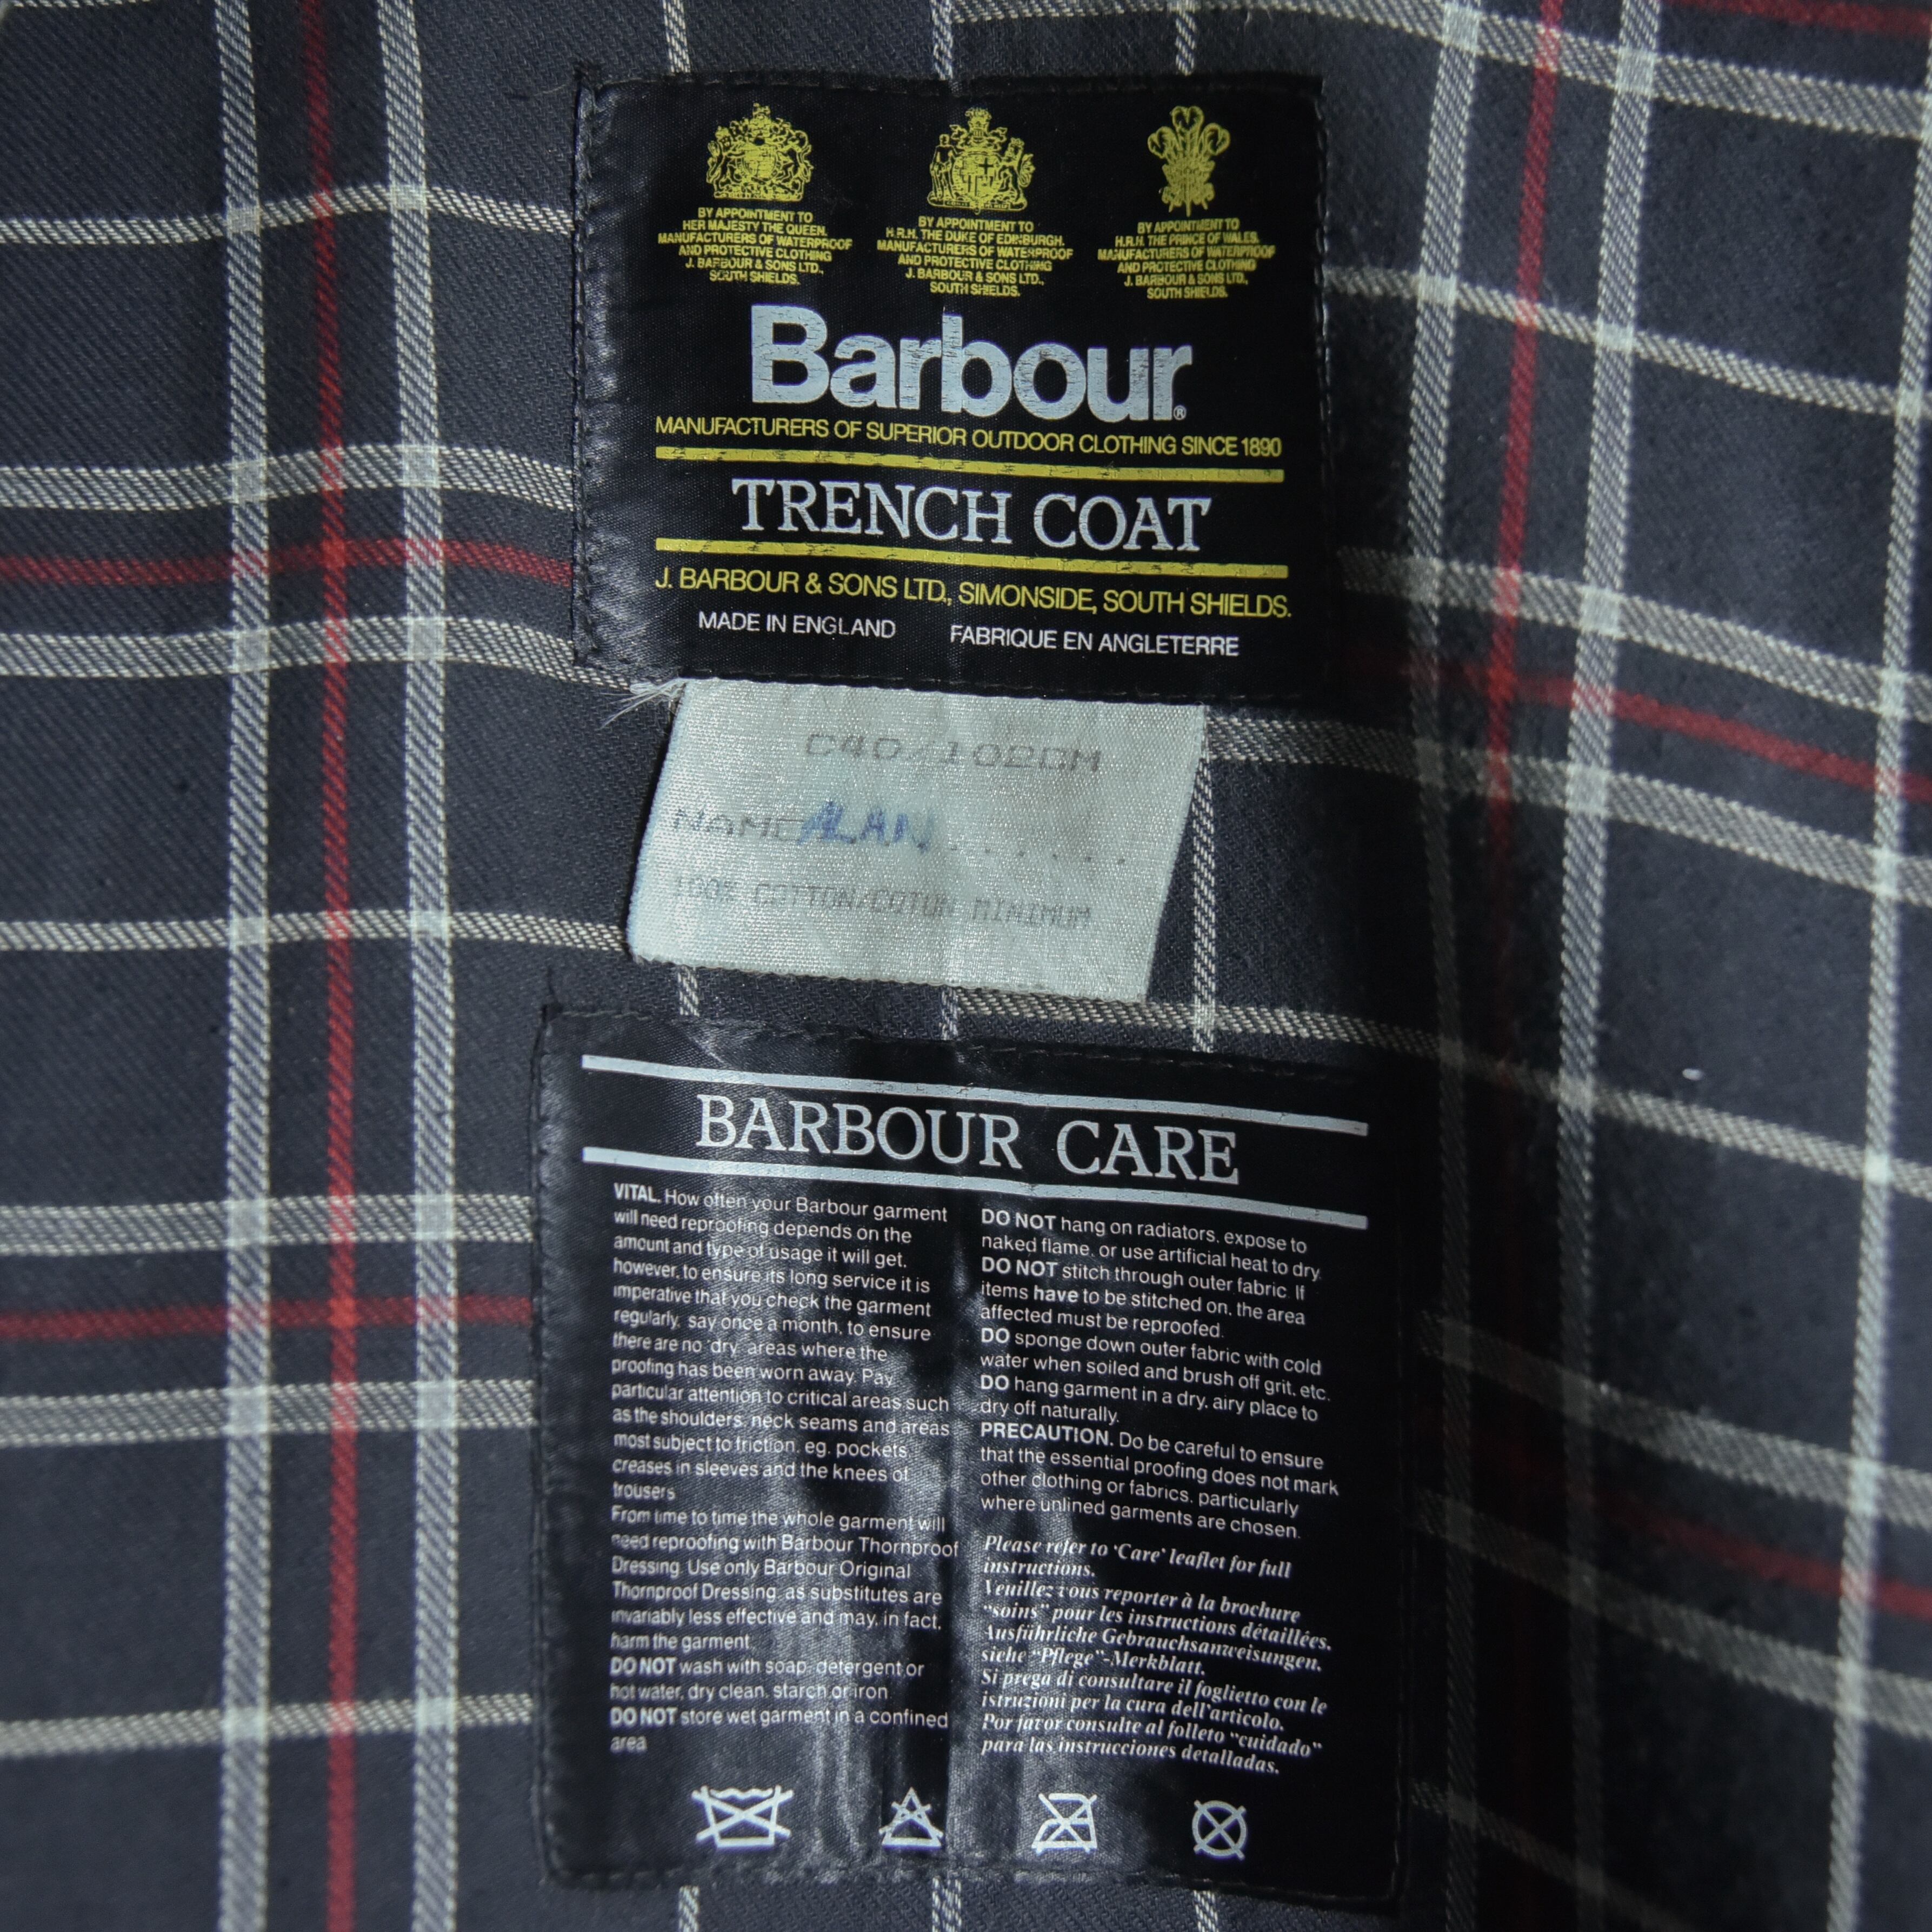 BY APPOINTMENT TO
HER MAJESTY THE QUEEN.
MANUFACTURERS OF WATERPROOF
AND PROTECTIVE CLOTHING
J. BARBOUR & SONS LTD.,
SOUTH SHIELDS.
BY APPOINTMENT TO
H.R.H. THE DUKE OF EDINBURGH.
MANUFACTURERS OF WATERPROOF
AND PROTECTIVE CLOTHING
J. BARBOUR & SONS LTD.,
SOUTH SHIELDS.
BY APPOINTMENT TO
H.R.H. THE PRINCE OF WALES.
MANUFACTURERS OF WATERPROOF
AND PROTECTIVE CLOTHING
J. BARBOUR & SONS LTD.,
SOUTH SHIELDS.
Barbour®
MANUFACTURERS OF SUPERIOR OUTDOOR CLOTHING SINCE 1890
TRENCH COAT
J. BARBOUR & SONS LTD., SIMONSIDE, SOUTH SHIELDS.
MADE IN ENGLAND FABRIQUE EN ANGLETERRE
C40/102CM
NAME ALAN.......
100% COTTON/COTON MINIMUM
BARBOUR CARE
VITAL. How often your Barbour garment
will need reproofing depends on the
amount and type of usage it will get,
however, to ensure its long service it is
imperative that you check the garment
regularly, say once a month, to ensure
there are no 'dry' areas where the
proofing has been worn away. Pay
particular attention to critical areas such
as the shoulders, neck seams and areas
most subject to friction, eg. pockets,
creases in sleeves and the knees of
trousers
From time to time the whole garment will
need reproofing with Barbour Thornproof
Dressing. Use only Barbour Original
Thornproof Dressing, as substitutes are
invariably less effective and may, in fact,
harm the garment.
DO NOT wash with soap, detergent or
hot water, dry clean, starch or iron
DO NOT store wet garment in a confined
area
DO NOT hang on radiators, expose to
naked flame, or use artificial heat to dry.
DO NOT stitch through outer fabric. If
items have to be stitched on, the area
affected must be reproofed.
DO sponge down outer fabric with cold
water when soiled and brush off grit, etc.
DO hang garment in a dry, airy place to
dry off naturally.
PRECAUTION. Do be careful to ensure
that the essential proofing does not mark
other clothing or fabrics, particularly
where unlined garments are chosen.
Please refer to 'Care' leaflet for full
instructions.
Veuillez vous reporter à la brochure
"soins" pour les instructions détaillées.
Ausführliche Gebrauchsanweisungen,
siehe "Pflege"-Merkblatt.
Si prega di consultare il foglietto con le
istruzioni per la cura dell'articolo.
Por favor consulte al folleto "cuidado"
para las instrucciones detalladas.